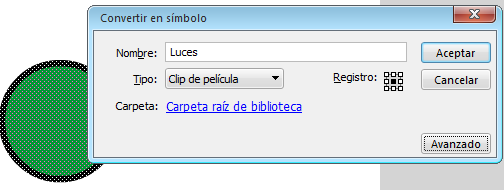 Convertir en símbolo
Nombre: Luces Aceptar
Tipo: Clip de película Registro: Cancelar
Carpeta: Carpeta raíz de biblioteca
Avanzado